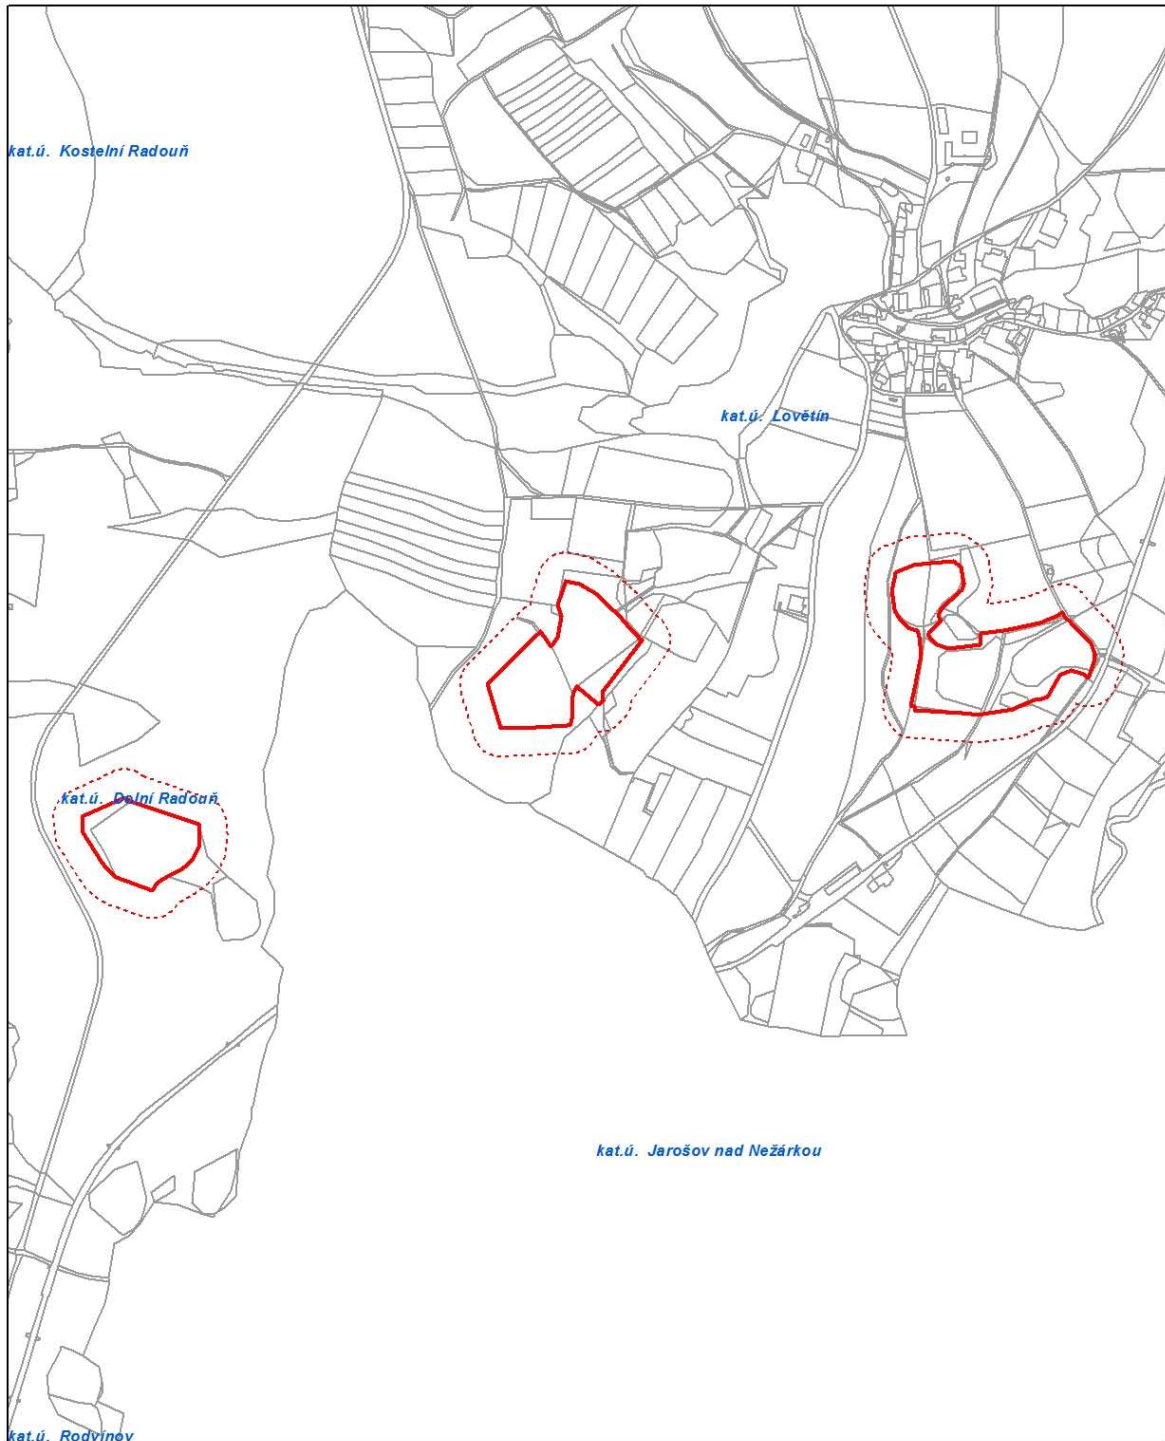 kat.ú. Kostelní Radouň
kat.ú. Lovětín
kat.ú. Dolní Radouň
kat.ú. Jarošov nad Nežárkou
kat.ú. Rodvínov